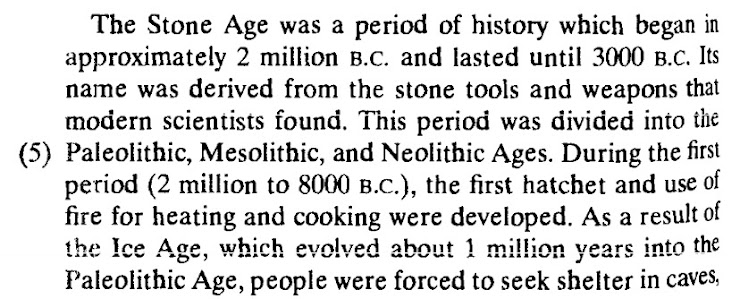 The Stone Age was a period of history which began in
approximately 2 million B.C. and lasted until 3000 B.C. Its
name was derived from the stone tools and weapons that
modern scientists found. This period was divided into the
(5) Paleolithic, Mesolithic, and Neolithic Ages. During the first
period (2 million to 8000 B.C.), the first hatchet and use of
fire for heating and cooking were developed. As a result of
the Ice Age, which evolved about 1 million years into the
Paleolithic Age, people were forced to seek shelter in caves,